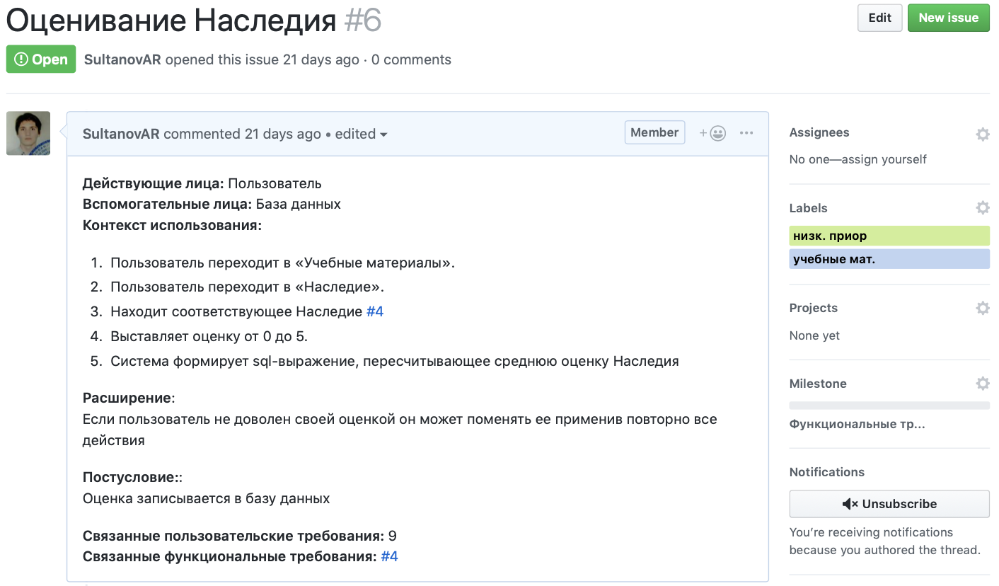 Оценивание Наследия #6
Edit
New issue
Open
SultanovAR opened this issue 21 days ago · 0 comments
SultanovAR commented 21 days ago • edited
Member
Действующие лица: Пользователь
Вспомогательные лица: База данных
Контекст использования:
1. Пользователь переходит в «Учебные материалы».
2. Пользователь переходит в «Наследие».
3. Находит соответствующее Наследие #4
4. Выставляет оценку от 0 до 5.
5. Система формирует sql-выражение, пересчитывающее среднюю оценку Наследия
Расширение:
Если пользователь не доволен своей оценкой он может поменять ее применив повторно все
действия
Постусловие::
Оценка записывается в базу данных
Связанные пользовательские требования: 9
Связанные функциональные требования: #4
Assignees
No one—assign yourself
Labels
низк. приор
учебные мат.
Projects
None yet
Milestone
Функциональные тр...
Notifications
Unsubscribe
You’re receiving notifications
because you authored the thread.